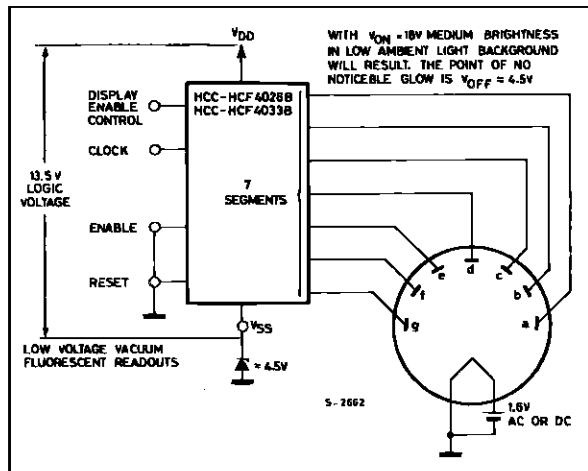 VDD
WITH VON = 18V MEDIUM BRIGHTNESS
IN LOW AMBIENT LIGHT BACKGROUND
WILL RESULT. THE POINT OF NO
NOTICEABLE GLOW IS VOFF = 4.5V
DISPLAY
ENABLE
CONTROL
HCC-HCF4026B
HCC-HCF4033B
CLOCK
13.5V
LOGIC
VOLTAGE
7
SEGMENTS
ENABLE
RESET
a
b
c
d
e
f
g
VSS
LOW VOLTAGE VACUUM
FLUORESCENT READOUTS
≈ 4.5V
S-2662
1.6V
AC OR DC